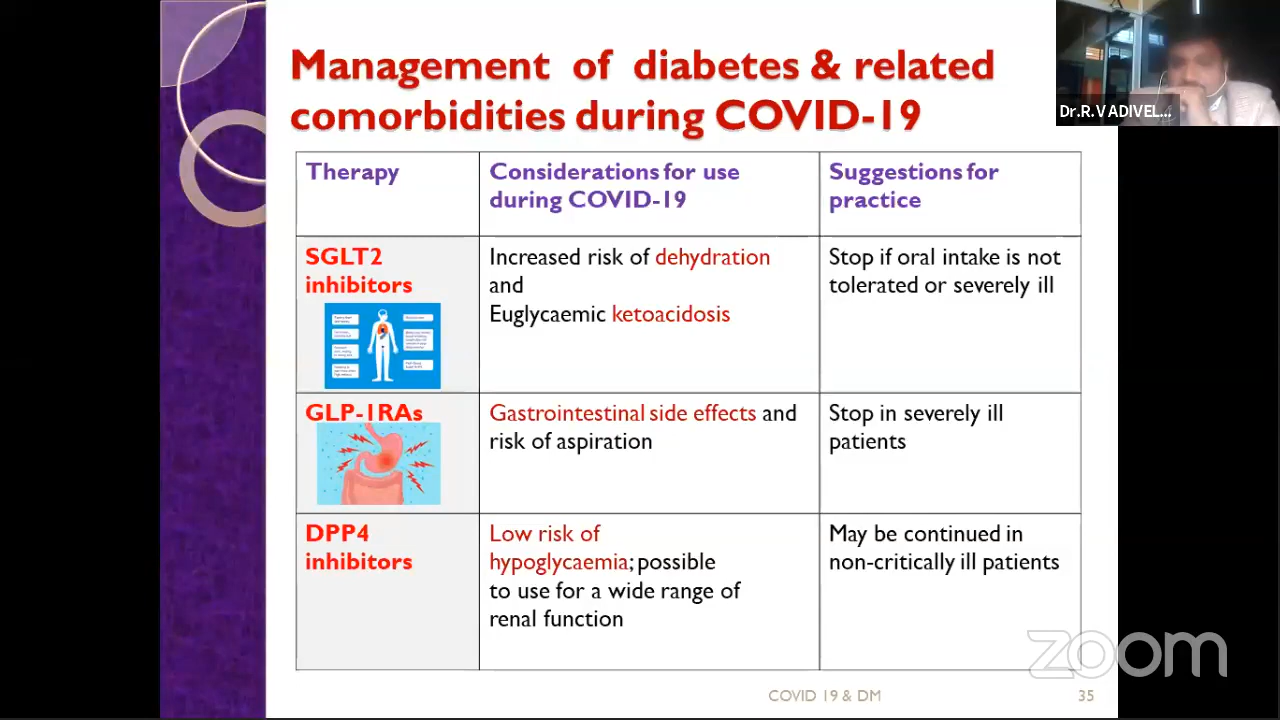 Management of diabetes & related
comorbidities during COVID-19
Dr.R.VADIVEL...
Therapy
Considerations for use
during COVID-19
Suggestions for
practice
SGLT2
inhibitors
Increased risk of dehydration
and
Euglycaemic ketoacidosis
Stop if oral intake is not
tolerated or severely ill
GLP-1RAs
Gastrointestinal side effects and
risk of aspiration
Stop in severely ill
patients
DPP4
inhibitors
Low risk of
hypoglycaemia; possible
to use for a wide range of
renal function
May be continued in
non-critically ill patients
zoom
COVID 19 & DM
35